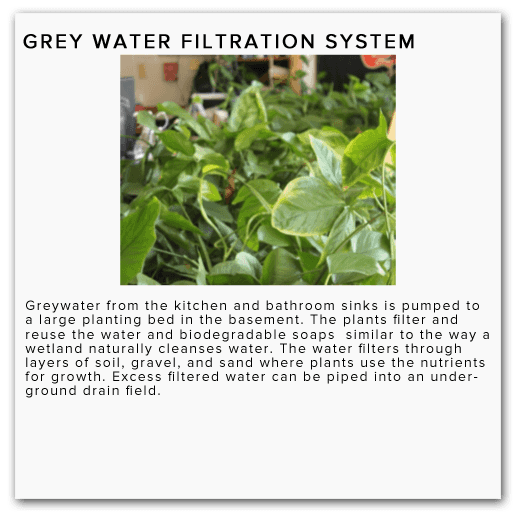 GREY WATER FILTRATION SYSTEM
Greywater from the kitchen and bathroom sinks is pumped to
a large planting bed in the basement. The plants filter and
reuse the water and biodegradable soaps  similar to the way a
wetland naturally cleanses water. The water filters through
layers of soil, gravel, and sand where plants use the nutrients
for growth. Excess filtered water can be piped into an under-
ground drain field.